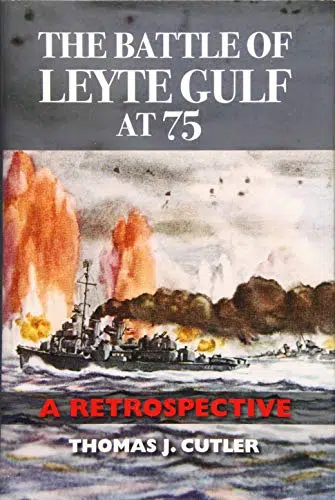 THE BATTLE OF
LEYTE GULF
AT 75
A RETROSPECTIVE
THOMAS J. CUTLER